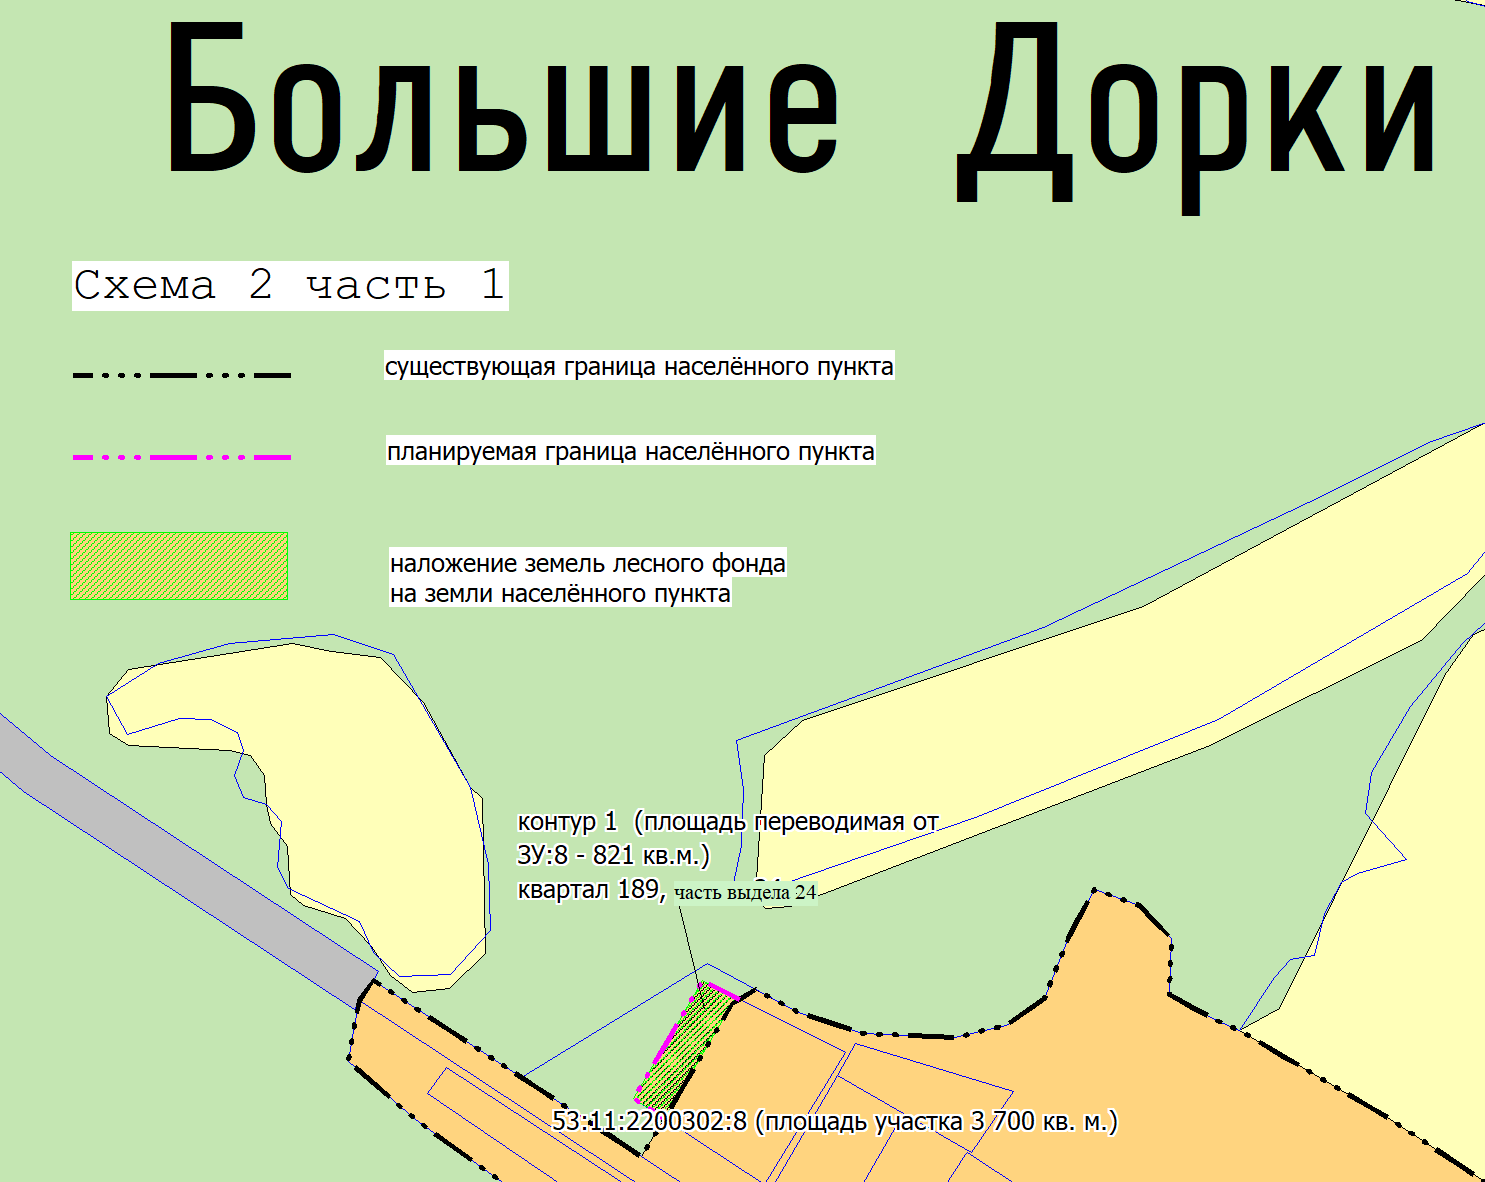 Большие Дорки
Схема 2 часть 1
существующая граница населённого пункта
планируемая граница населённого пункта
наложение земель лесного фонда
на земли населённого пункта
контур 1 (площадь переводимая от
ЗУ:8 - 821 кв.м.)
квартал 189, часть выдела 24
53:11:2200302:8 (площадь участка 3 700 кв. м.)